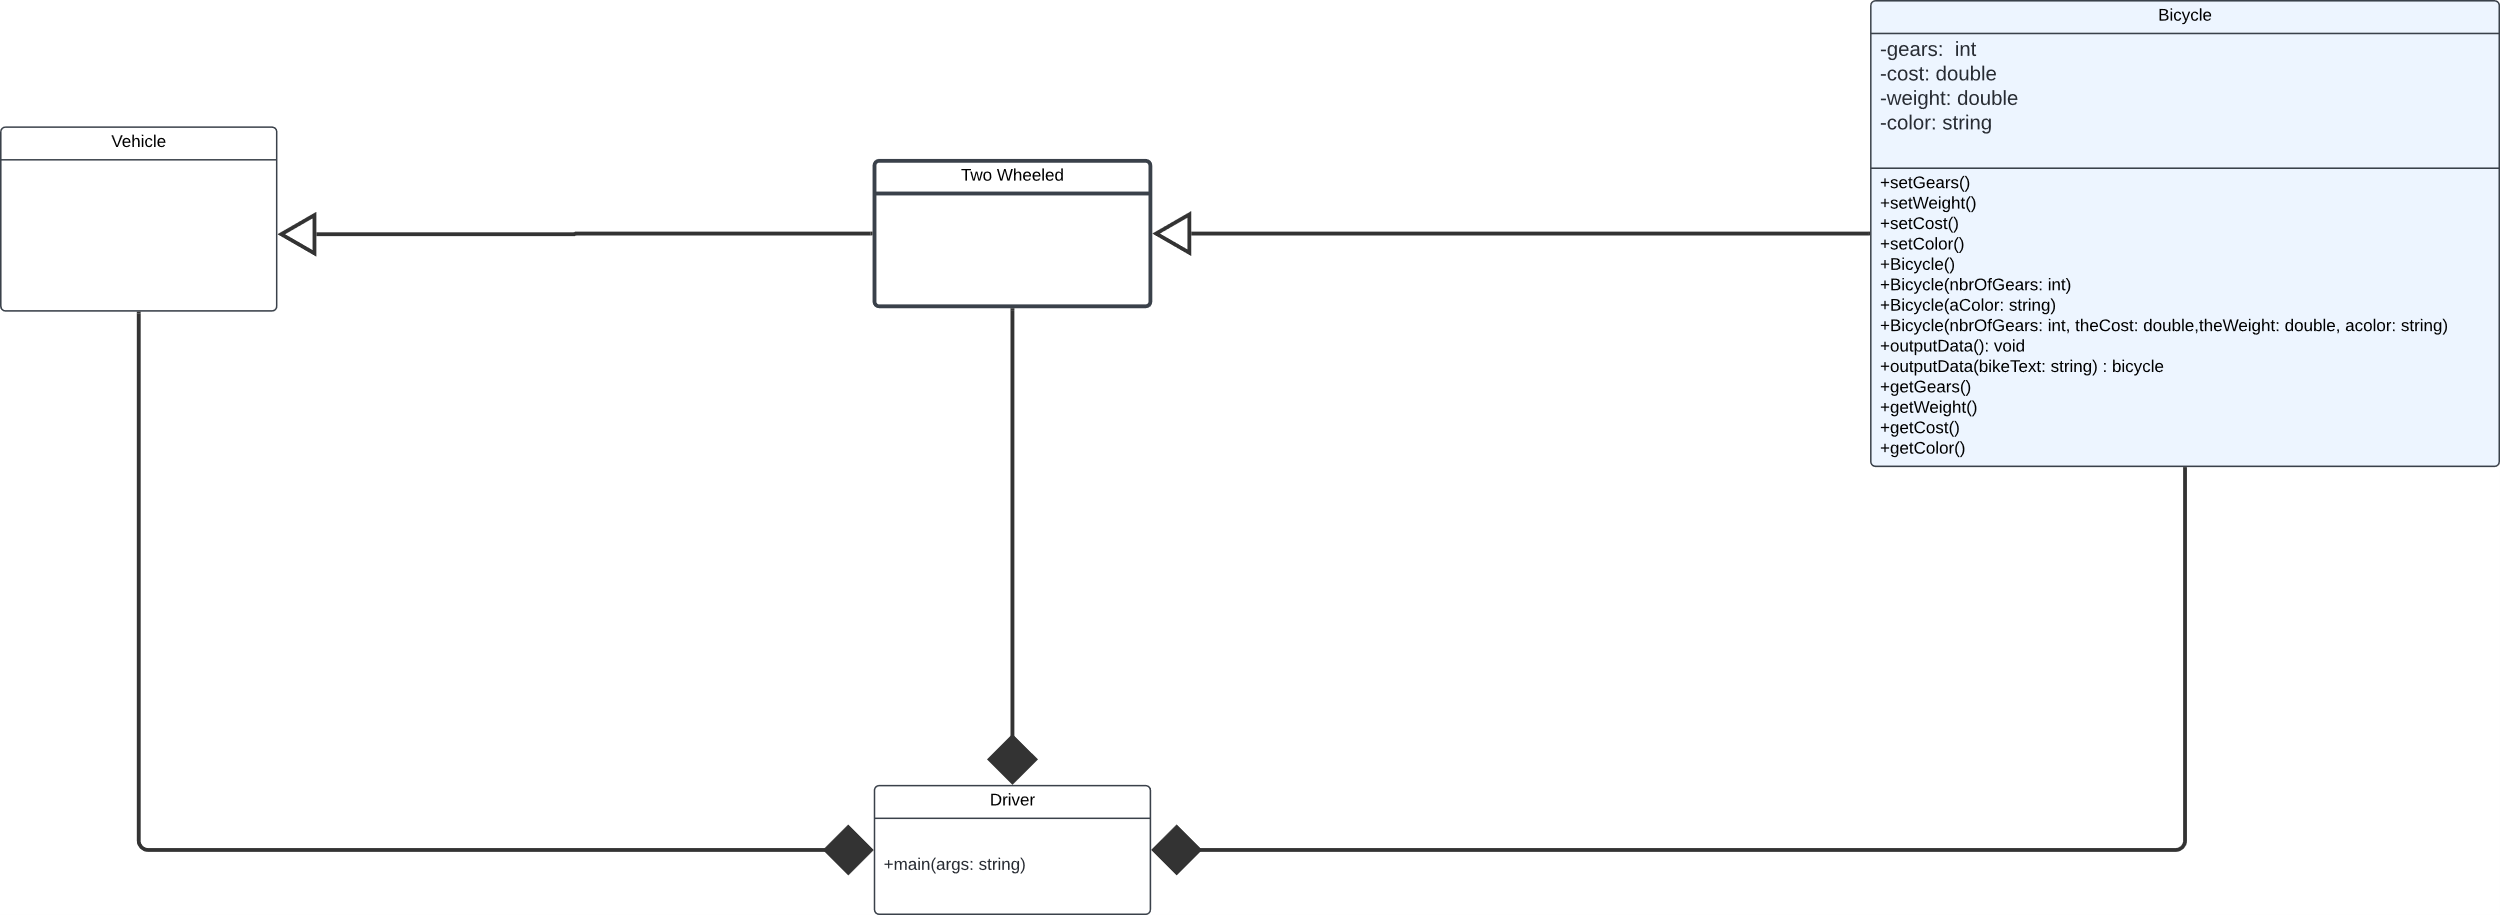 Vehicle
Two Wheeled
Bicycle
-gears:  int
-cost: double
-weight: double
-color: string
+setGears()
+setWeight()
+setCost()
+setColor()
+Bicycle()
+Bicycle(nbrOfGears: int)
+Bicycle(aColor: string)
+Bicycle(nbrOfGears: int, theCost: double,theWeight: double, acolor: string)
+outputData(): void
+outputData(bikeText: string) : bicycle
+getGears()
+getWeight()
+getCost()
+getColor()
Driver
+main(args: string)